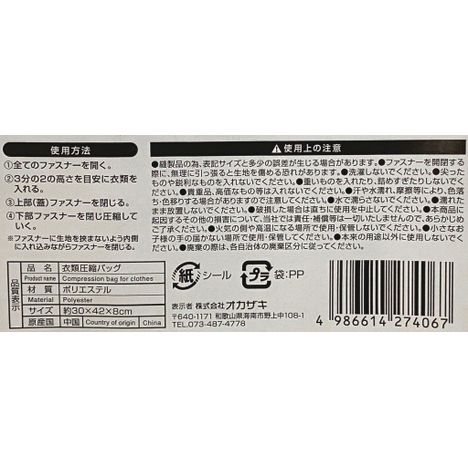 使用方法
①全てのファスナーを開く。
②3分の2の高さを目安に衣類を入れる。
③上部(蓋)ファスナーを閉じる。
④下部ファスナーを閉じ圧縮していく。
※ファスナーに生地を挟まないよう内側に入れ込みながらファスナーを閉じる。
使用上の注意
●縫製品の為、表記サイズと多少の誤差が生じる場合があります。●ファスナーを開閉する
際に、無理に引っ張ると生地を傷める恐れがあります。●洗濯しないでください。●尖った
ものや鋭利なものを入れないでください。●重いものを入れたり、詰めすぎたりしないでく
ださい。●貴重品、高価なもの等は入れないでください。●汗や水濡れ、摩擦等により、色落
ち・色移りする場合がありますので注意してください。●水で濡らさないでください。●濡れた
まま放置しないでください。●破損した場合は直ちに使用を中止してください。●本商品に
起因するその他の損害について、当社では一切の責任・補償等は一切できませんので、あらかじめ
ご了承ください。●火気の側や高温になる場所で使用・保管しないでください。●小さなお
子様の手の届かない場所で使用・保管してください。●本来の用途以外に使用しないでく
ださい。●廃棄の際は、各自治体の廃棄区分に従ってください。
品質表示
品名 衣類圧縮バッグ
Product name Compression bag for clothes
材質 ポリエステル
Material Polyester
サイズ 約30×42×8cm
原産国 中国 Country of origin China
紙 シール
プラ 袋:PP
表示者 株式会社オカザキ
〒640-1171 和歌山県海南市野上中108-1
TEL.073-487-4778
4 986614 274067